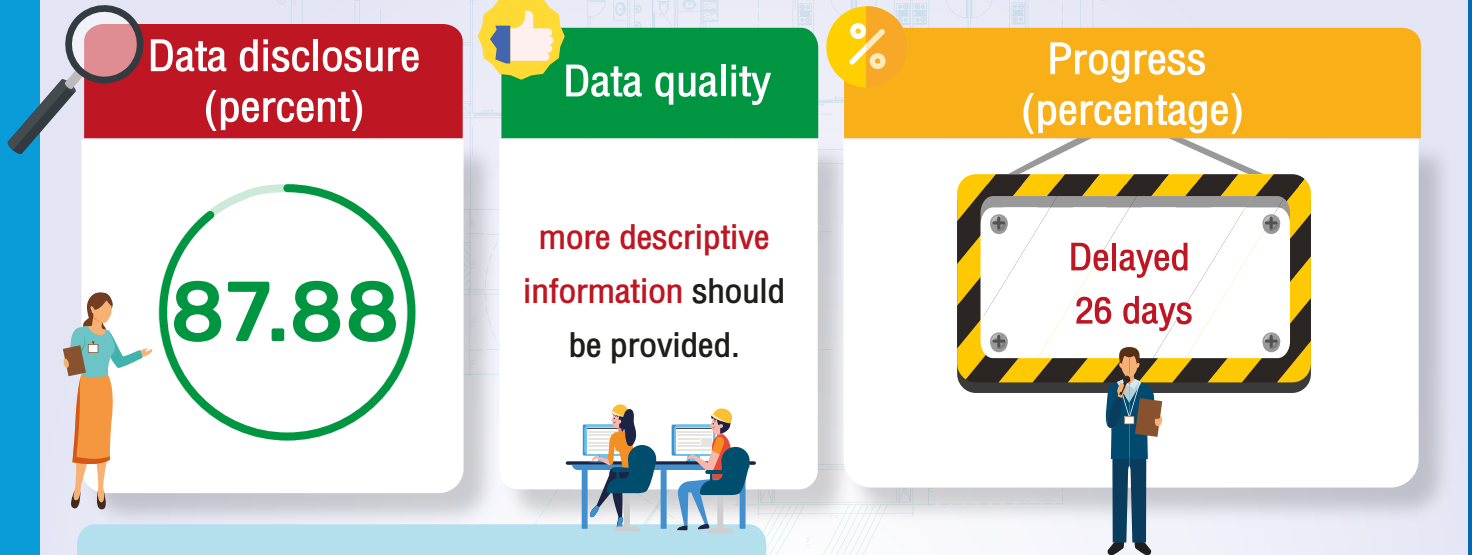 Data disclosure
(percent)
87.88
Data quality
more descriptive
information should
be provided.
%
Progress
(percentage)
Delayed
26 days